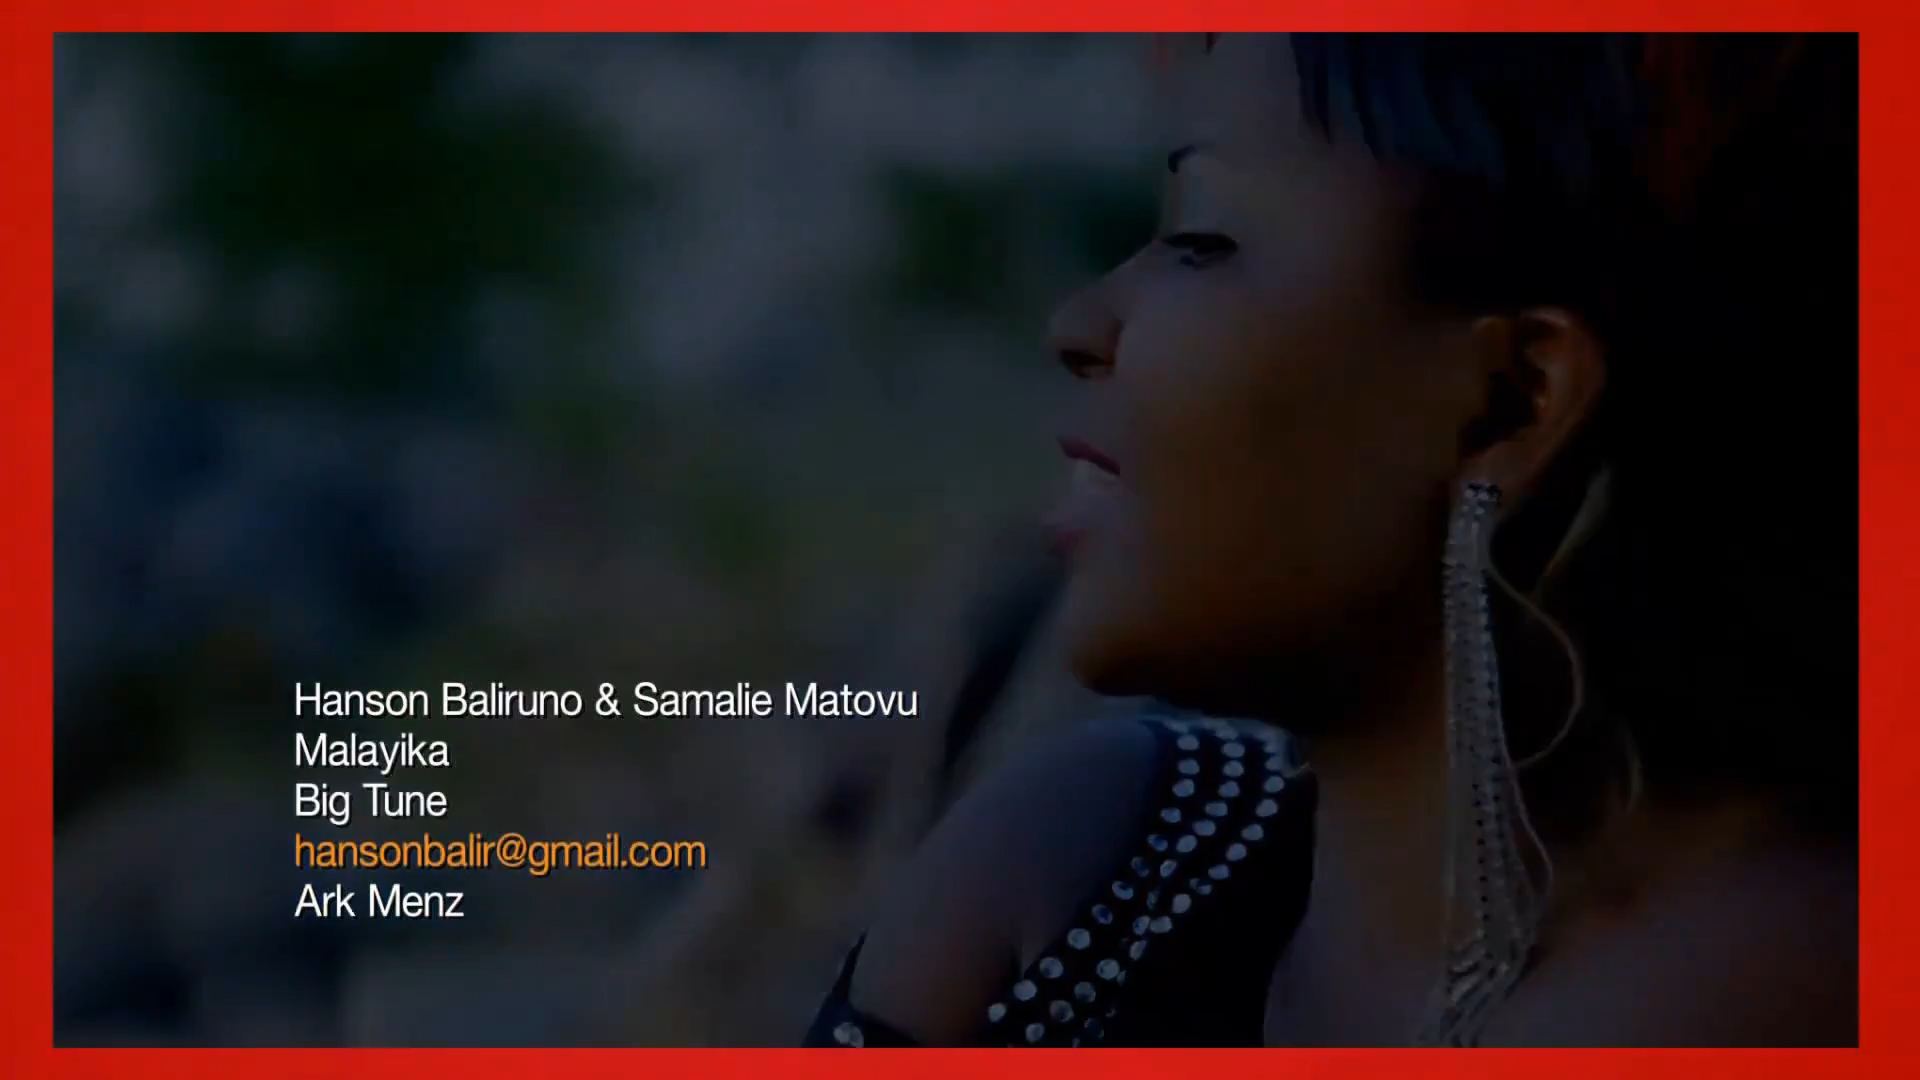 Hanson Baliruno & Samalie Matovu
Malayika
Big Tune
hansonbalir@gmail.com
Ark Menz